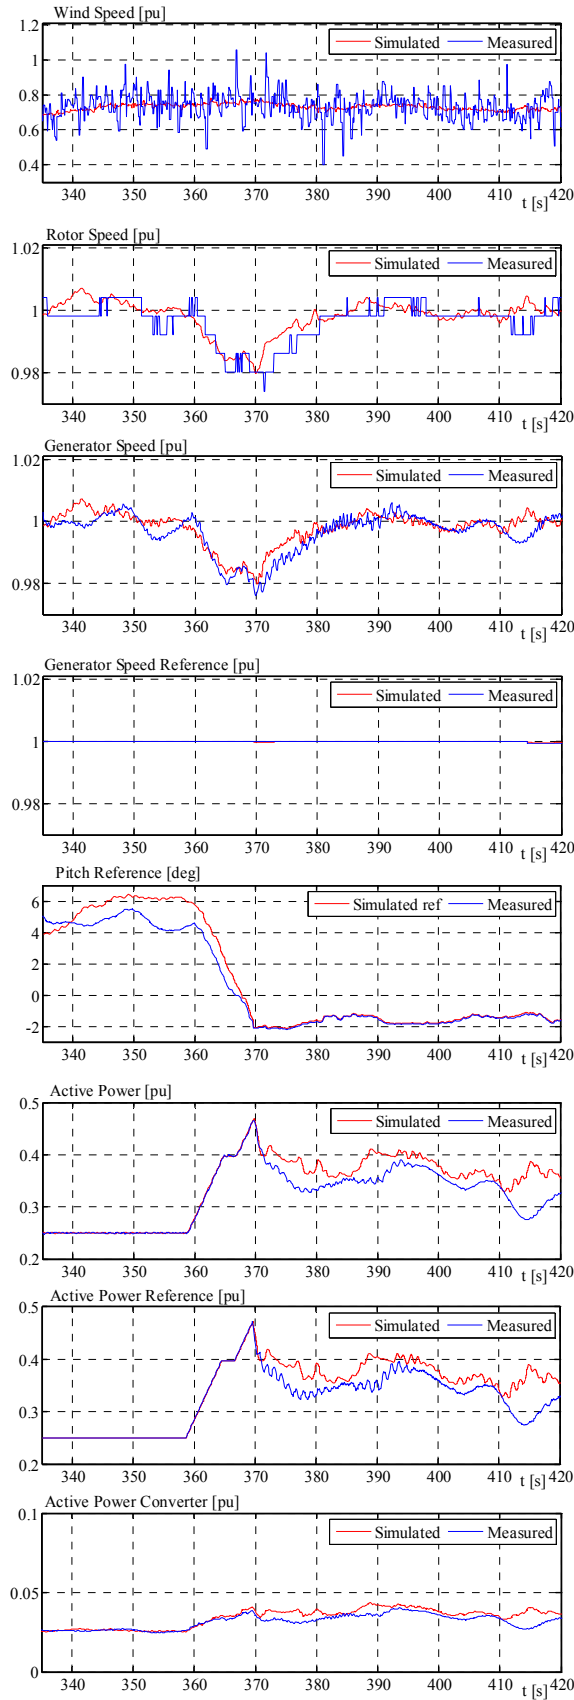 Wind Speed [pu]
1.2
1
0.8
0.6
0.4
Simulated Measured
340 350 360 370 380 390 400 410 420
t [s]
Rotor Speed [pu]
1.02
1
0.98
Simulated Measured
340 350 360 370 380 390 400 410 420
t [s]
Generator Speed [pu]
1.02
1
0.98
Simulated Measured
340 350 360 370 380 390 400 410 420
t [s]
Generator Speed Reference [pu]
1.02
1
0.98
Simulated Measured
340 350 360 370 380 390 400 410 420
t [s]
Pitch Reference [deg]
6
4
2
0
-2
Simulated ref Measured
340 350 360 370 380 390 400 410 420
t [s]
Active Power [pu]
0.5
0.4
0.3
0.2
Simulated Measured
340 350 360 370 380 390 400 410 420
t [s]
Active Power Reference [pu]
0.5
0.4
0.3
0.2
Simulated Measured
340 350 360 370 380 390 400 410 420
t [s]
Active Power Converter [pu]
0.1
0.05
0
Simulated Measured
340 350 360 370 380 390 400 410 420
t [s]